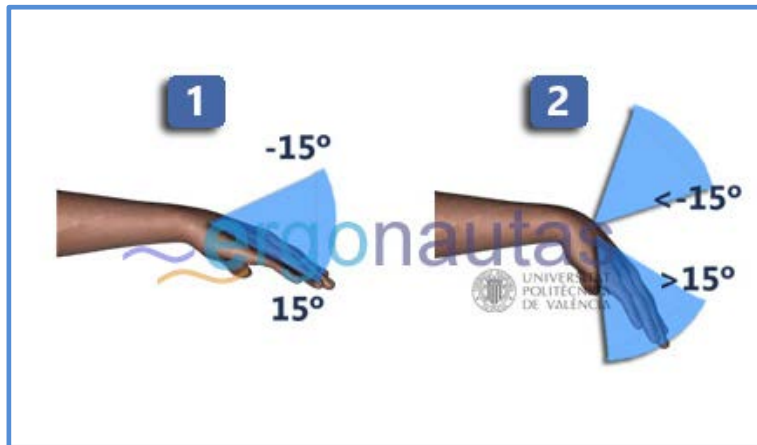 1
2
-15º
<-15º
ergonautas
UNIVERSITAT
POLITÈCNICA
DE VALÈNCIA
>15º
15º